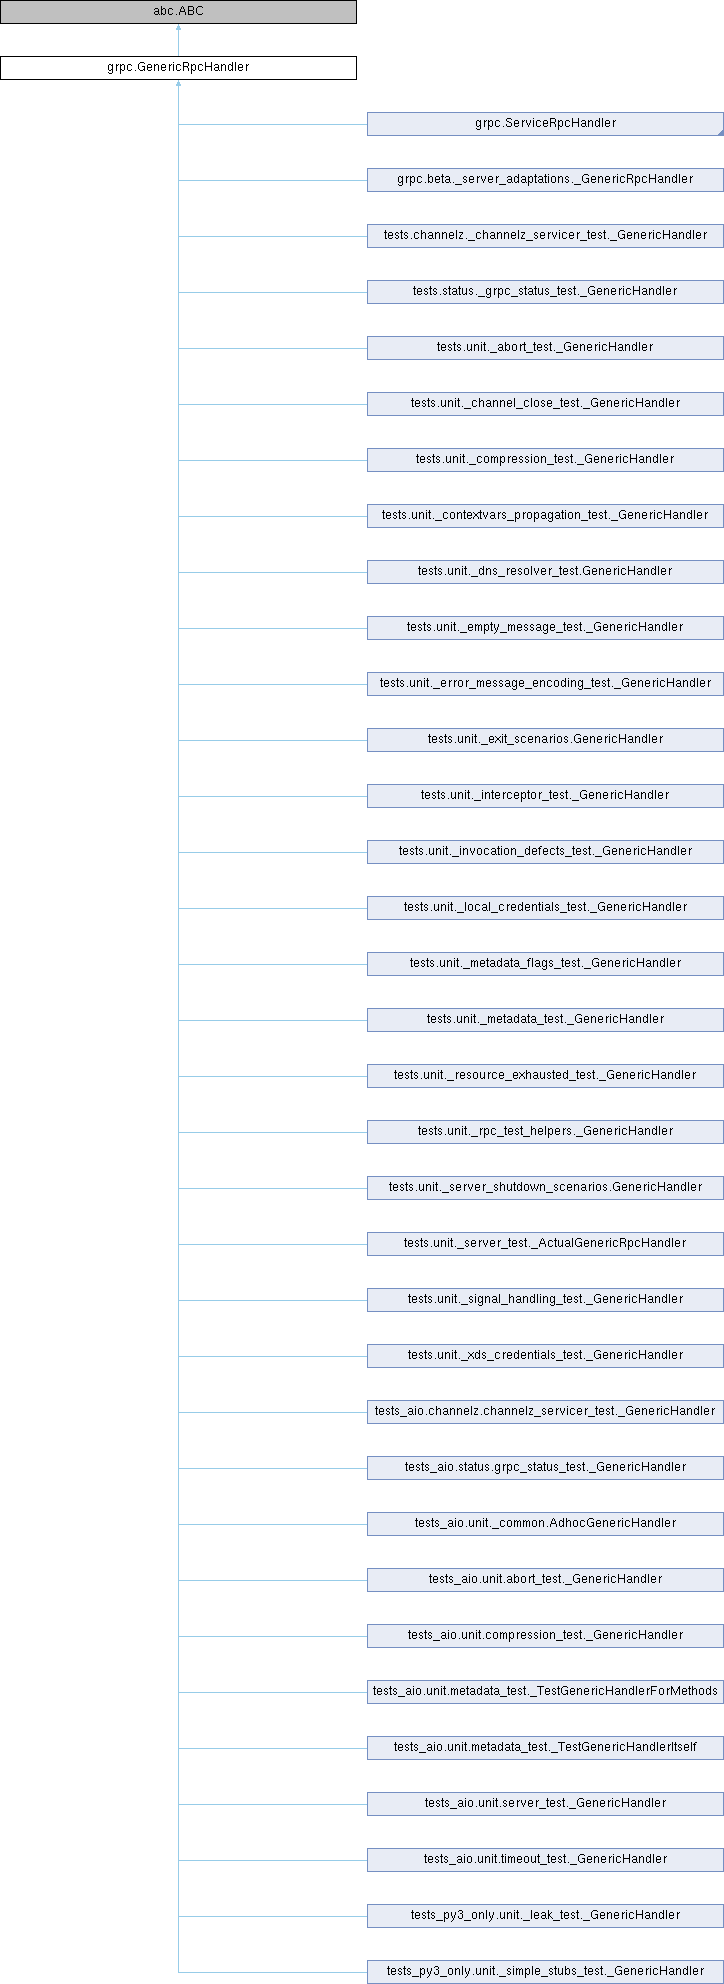 abc.ABC
grpc.GenericRpcHandler
grpc.ServiceRpcHandler
grpc.beta._server_adaptations._GenericRpcHandler
tests.channelz._channelz_servicer_test._GenericHandler
tests.status._grpc_status_test._GenericHandler
tests.unit._abort_test._GenericHandler
tests.unit._channel_close_test._GenericHandler
tests.unit._compression_test._GenericHandler
tests.unit._contextvars_propagation_test._GenericHandler
tests.unit._dns_resolver_test.GenericHandler
tests.unit._empty_message_test._GenericHandler
tests.unit._error_message_encoding_test._GenericHandler
tests.unit._exit_scenarios.GenericHandler
tests.unit._interceptor_test._GenericHandler
tests.unit._invocation_defects_test._GenericHandler
tests.unit._local_credentials_test._GenericHandler
tests.unit._metadata_flags_test._GenericHandler
tests.unit._metadata_test._GenericHandler
tests.unit._resource_exhausted_test._GenericHandler
tests.unit._rpc_test_helpers._GenericHandler
tests.unit._server_shutdown_scenarios.GenericHandler
tests.unit._server_test._ActualGenericRpcHandler
tests.unit._signal_handling_test._GenericHandler
tests.unit._xds_credentials_test._GenericHandler
tests_aio.channelz.channelz_servicer_test._GenericHandler
tests_aio.status.grpc_status_test._GenericHandler
tests_aio.unit._common.AdhocGenericHandler
tests_aio.unit.abort_test._GenericHandler
tests_aio.unit.compression_test._GenericHandler
tests_aio.unit.metadata_test._TestGenericHandlerForMethods
tests_aio.unit.metadata_test._TestGenericHandlerItself
tests_aio.unit.server_test._GenericHandler
tests_aio.unit.timeout_test._GenericHandler
tests_py3_only.unit._leak_test._GenericHandler
tests_py3_only.unit._simple_stubs_test._GenericHandler